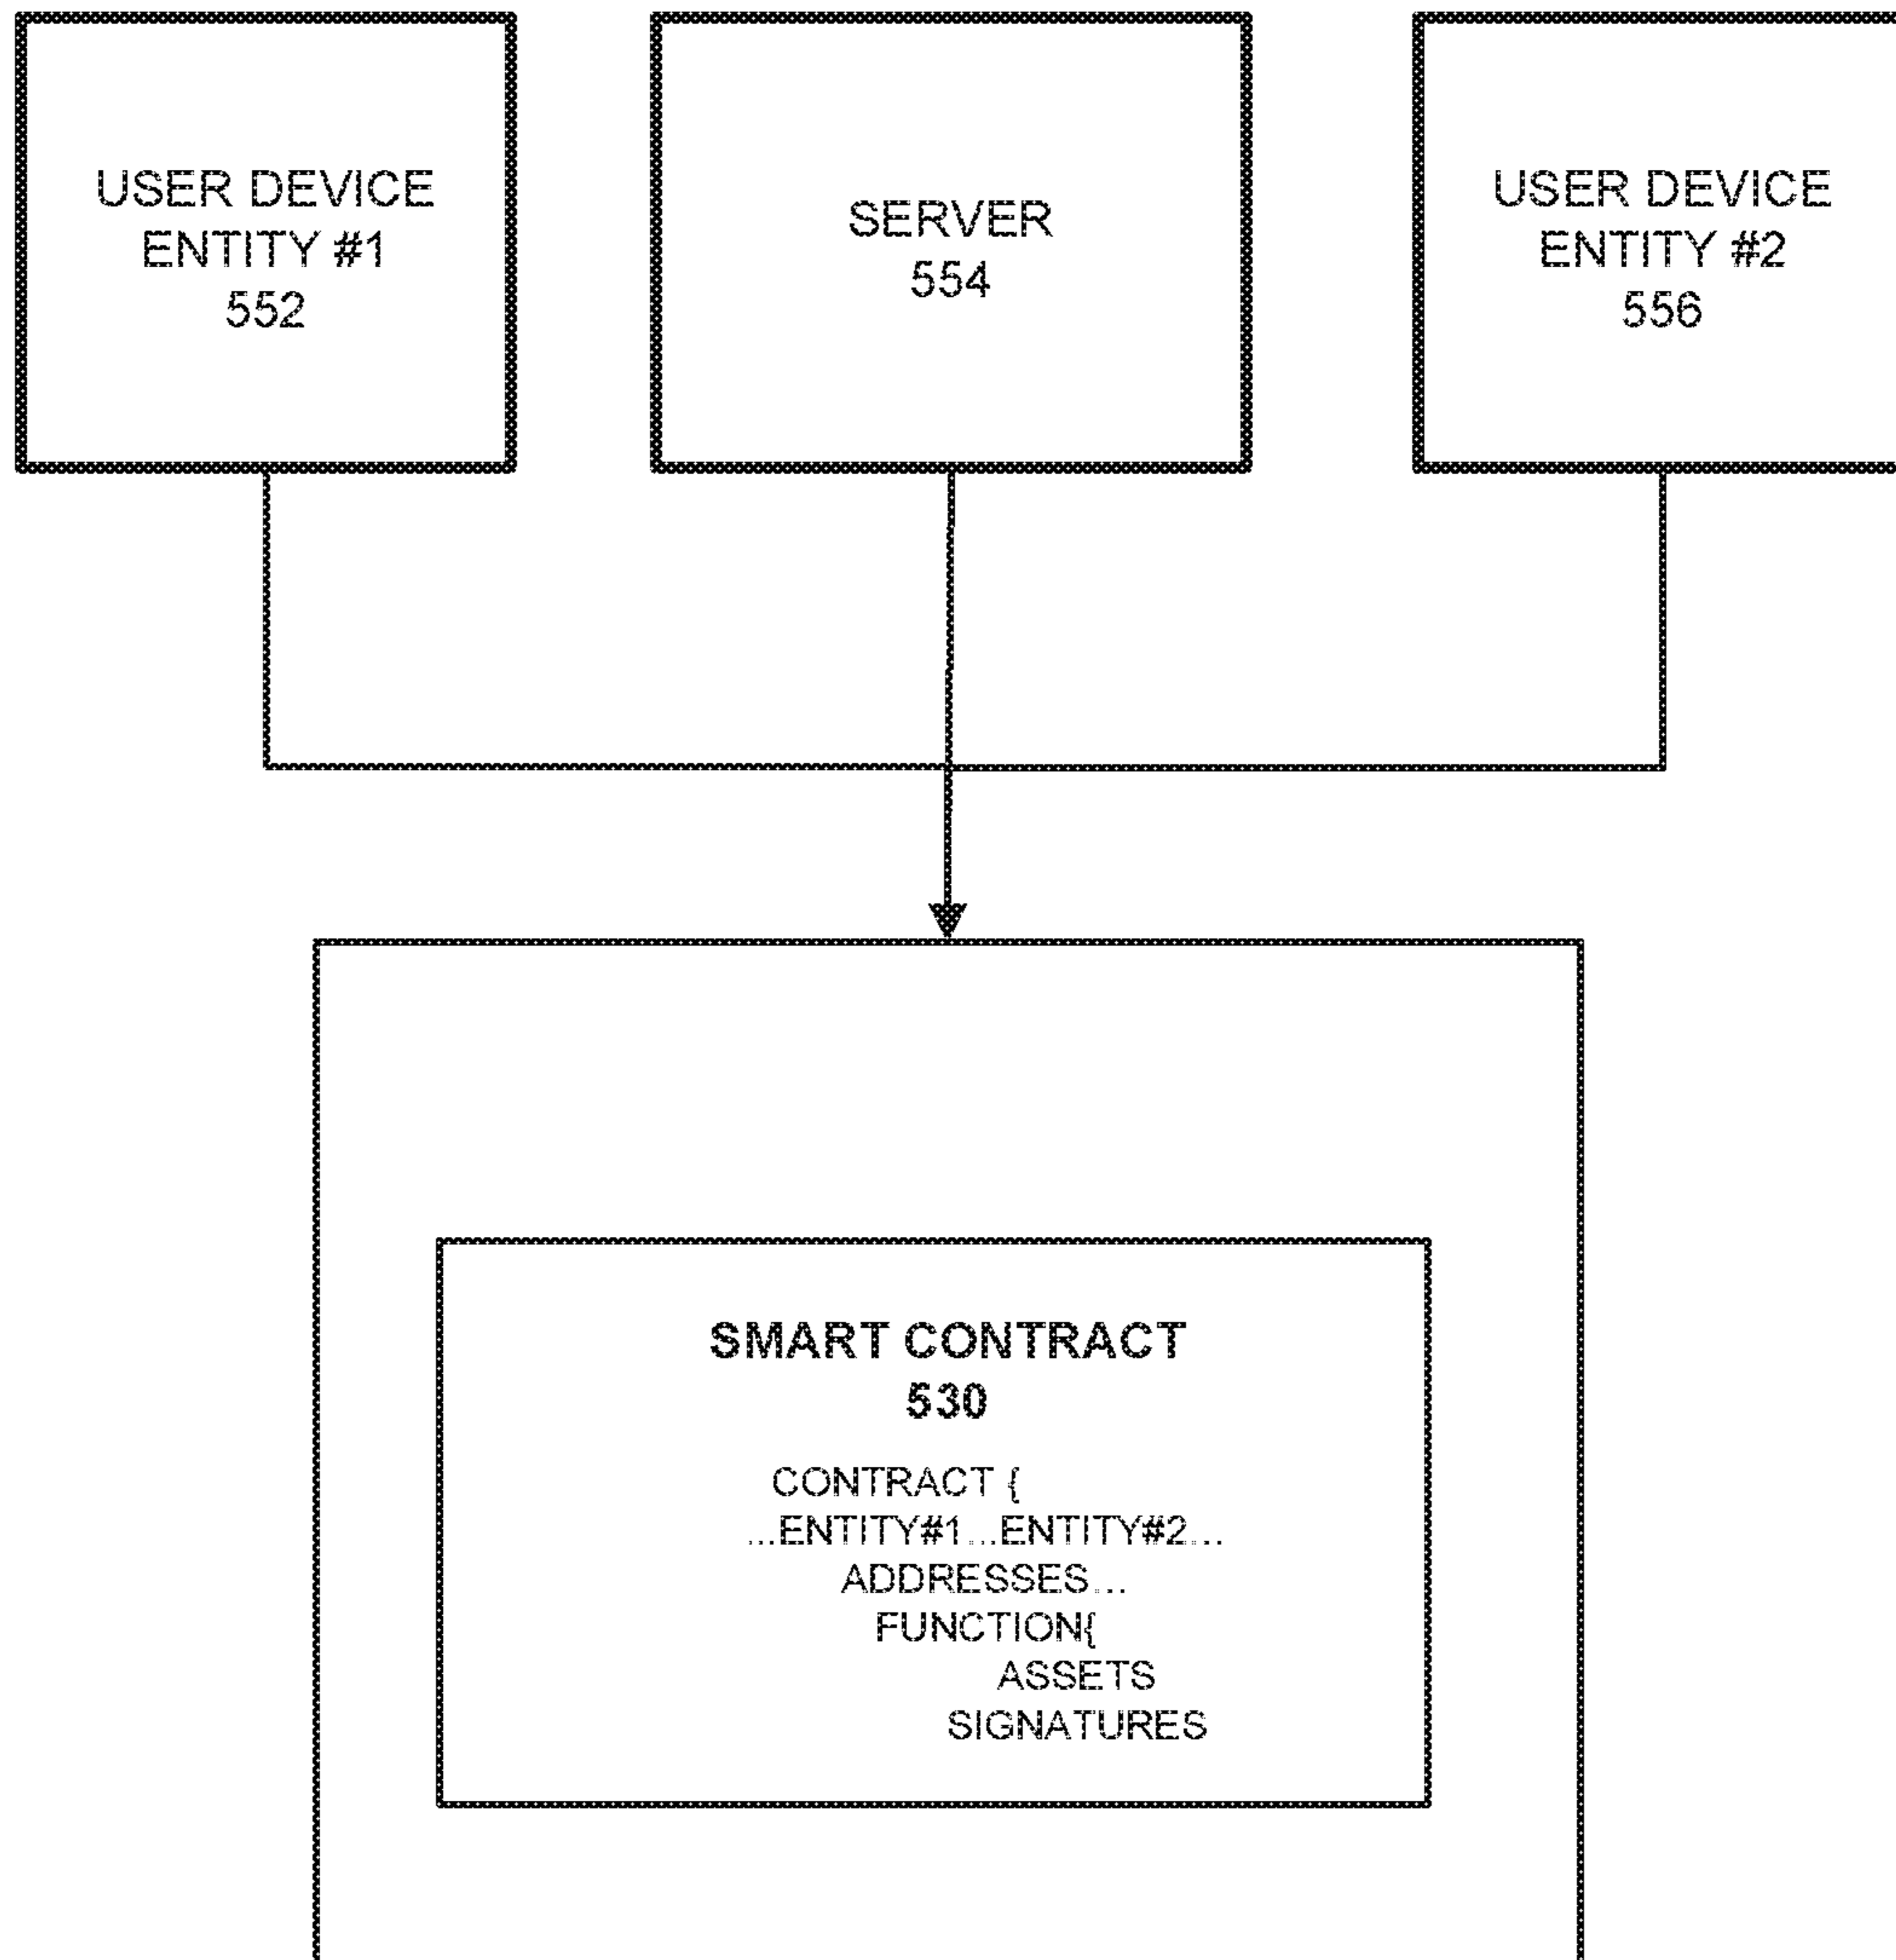 USER DEVICE
ENTITY #1
552
SERVER
554
USER DEVICE
ENTITY #2
556
SMART CONTRACT
530
CONTRACT {
...ENTITY#1...ENTITY#2...
ADDRESSES...
FUNCTION{
ASSETS
SIGNATURES